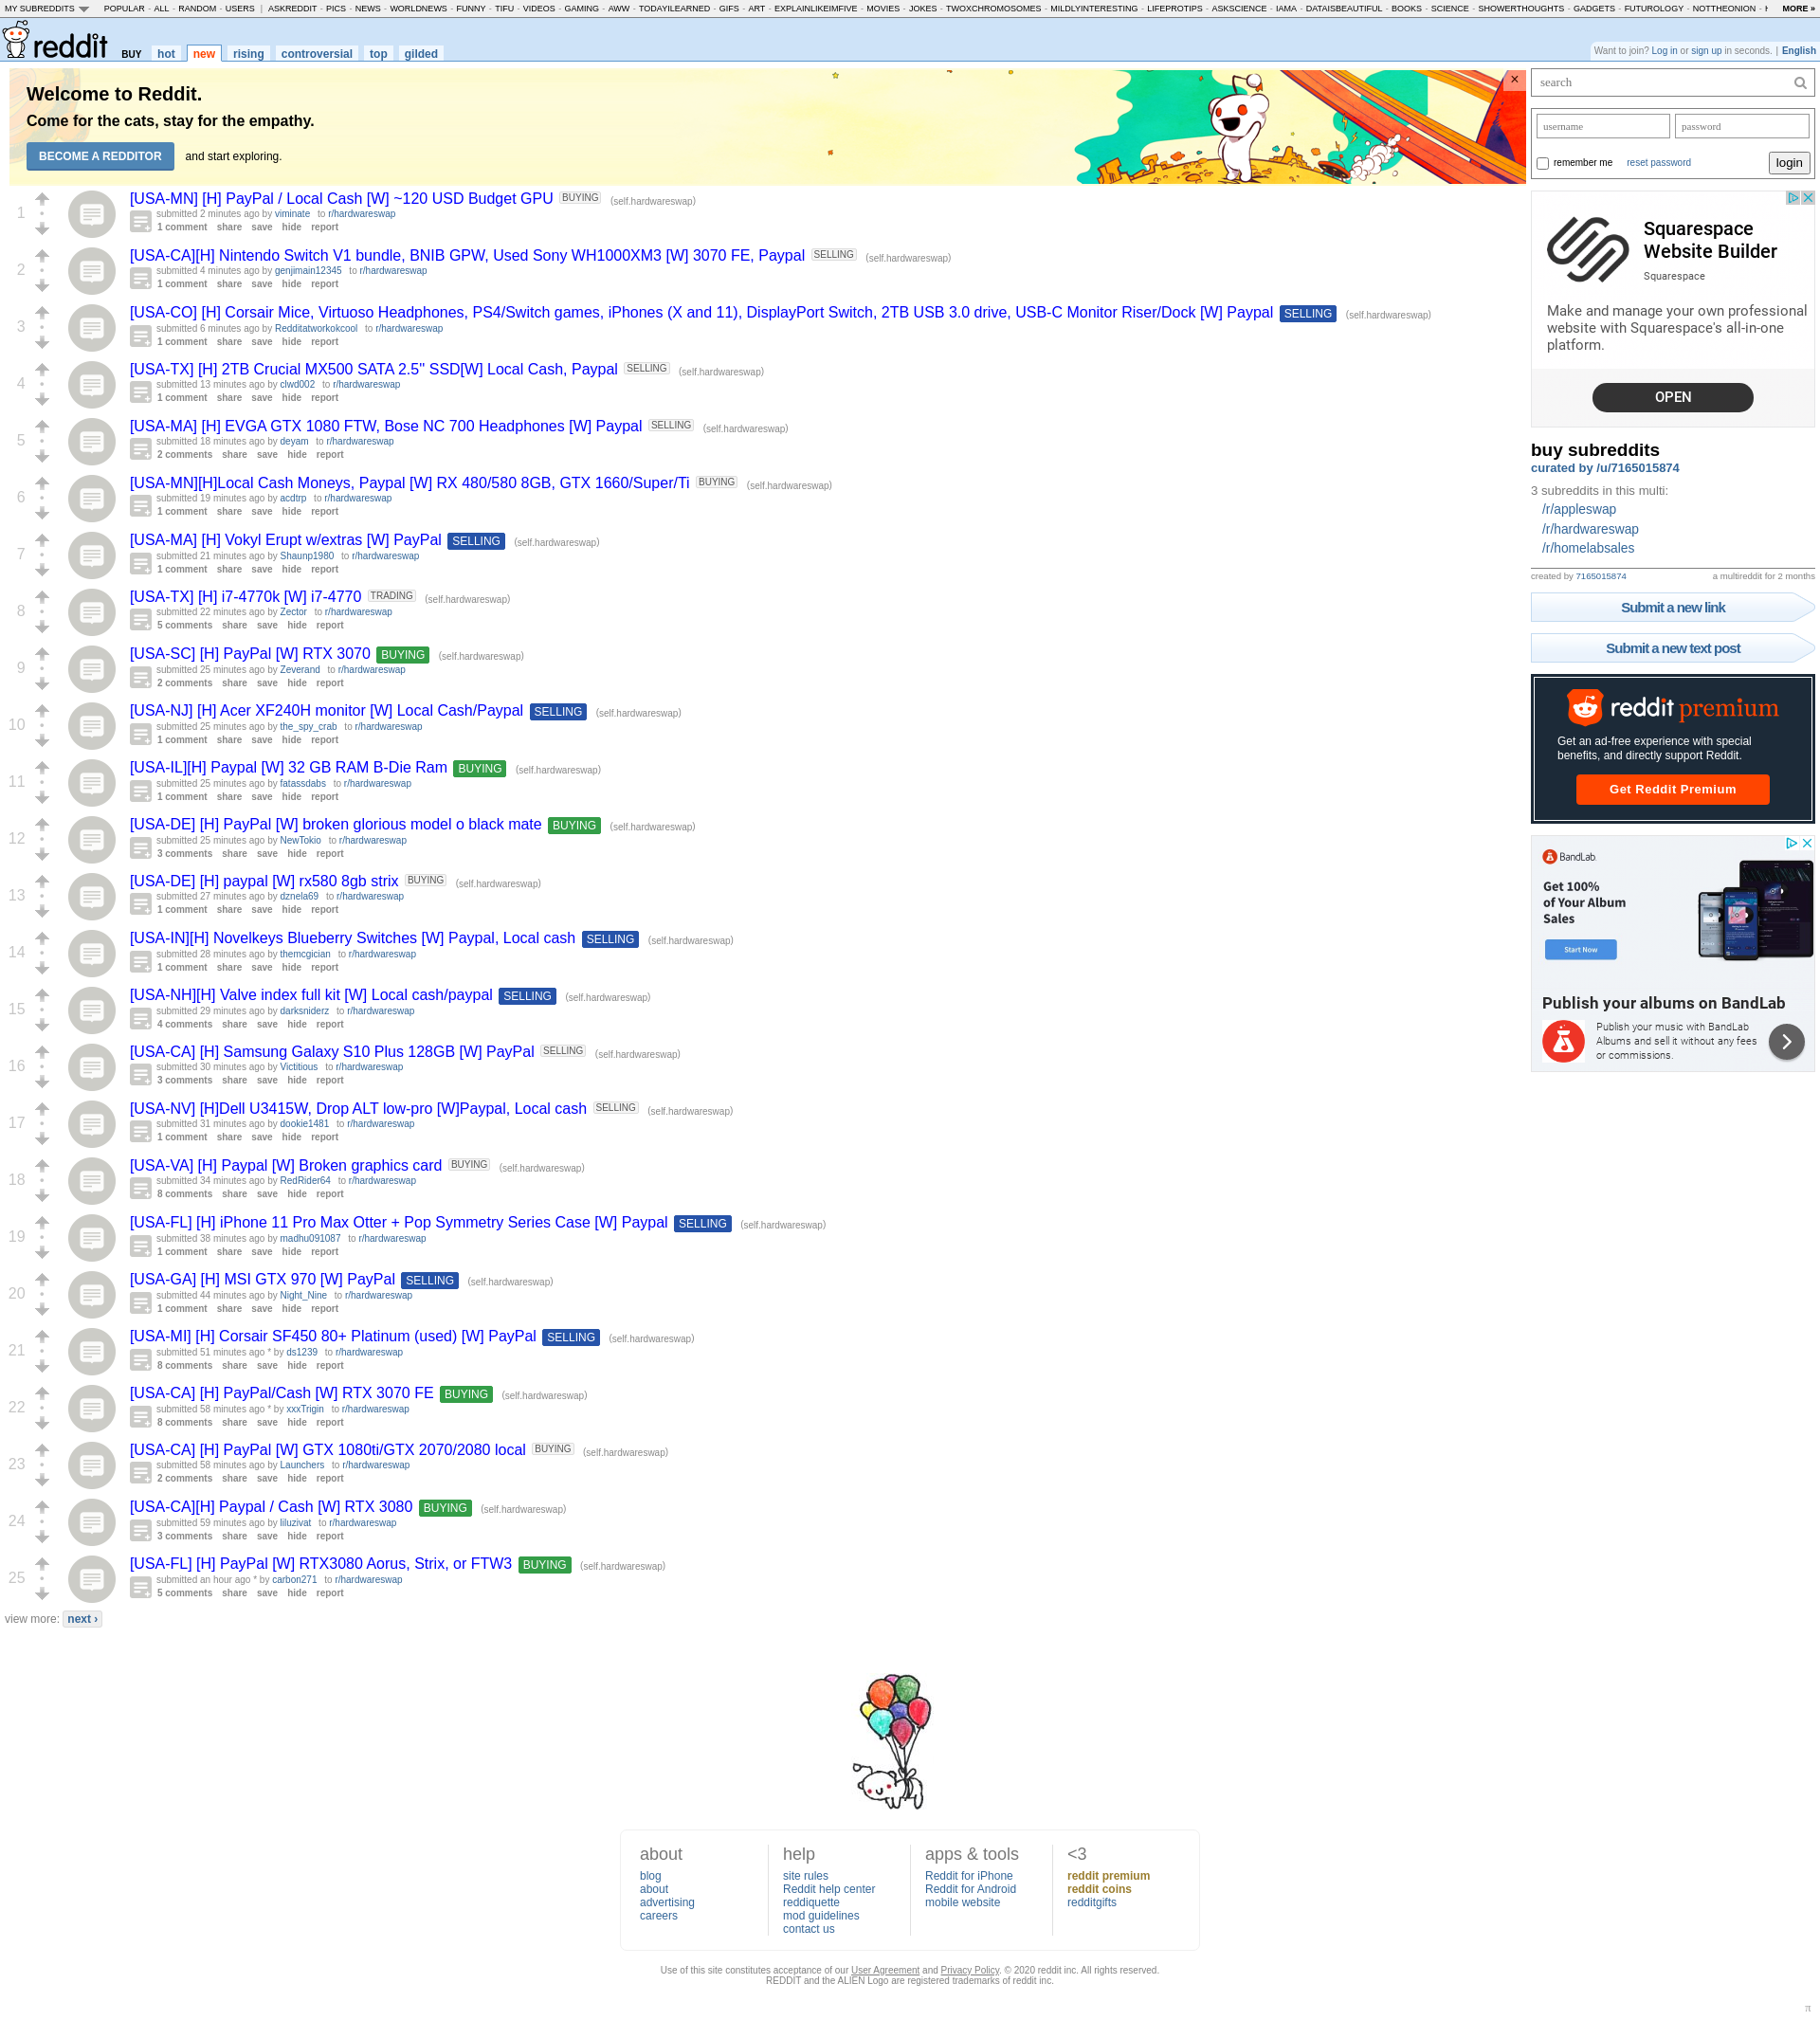 MY SUBREDDITS POPULAR - ALL - RANDOM - USERS | ASKREDDIT - PICS - NEWS - WORLDNEWS - FUNNY - TIFU - VIDEOS - GAMING - AWW - TODAYILEARNED - GIFS - ART - EXPLAINLIKEIMFIVE - MOVIES - JOKES - TWOXCHROMOSOMES - MILDLYINTERESTING - LIFEPROTIPS - ASKSCIENCE - IAMA - DATAISBEAUTIFUL - BOOKS - SCIENCE - SHOWERTHOUGHTS - GADGETS - FUTUROLOGY - NOTTHEONION - MORE »
reddit BUY hot new rising controversial top gilded
Want to join? Log in or sign up in seconds. | English
Welcome to Reddit.
Come for the cats, stay for the empathy.
BECOME A REDDITOR and start exploring.
×
1
[USA-MN] [H] PayPal / Local Cash [W] ~120 USD Budget GPU BUYING (self.hardwareswap)
submitted 2 minutes ago by viminate to r/hardwareswap
1 comment share save hide report
2
[USA-CA][H] Nintendo Switch V1 bundle, BNIB GPW, Used Sony WH1000XM3 [W] 3070 FE, Paypal SELLING (self.hardwareswap)
submitted 4 minutes ago by genjimain12345 to r/hardwareswap
1 comment share save hide report
3
[USA-CO] [H] Corsair Mice, Virtuoso Headphones, PS4/Switch games, iPhones (X and 11), DisplayPort Switch, 2TB USB 3.0 drive, USB-C Monitor Riser/Dock [W] Paypal SELLING (self.hardwareswap)
submitted 6 minutes ago by Redditatworkokcool to r/hardwareswap
1 comment share save hide report
4
[USA-TX] [H] 2TB Crucial MX500 SATA 2.5'' SSD[W] Local Cash, Paypal SELLING (self.hardwareswap)
submitted 13 minutes ago by clwd002 to r/hardwareswap
1 comment share save hide report
5
[USA-MA] [H] EVGA GTX 1080 FTW, Bose NC 700 Headphones [W] Paypal SELLING (self.hardwareswap)
submitted 18 minutes ago by deyam to r/hardwareswap
2 comments share save hide report
6
[USA-MN][H]Local Cash Moneys, Paypal [W] RX 480/580 8GB, GTX 1660/Super/Ti BUYING (self.hardwareswap)
submitted 19 minutes ago by acdtrp to r/hardwareswap
1 comment share save hide report
7
[USA-MA] [H] Vokyl Erupt w/extras [W] PayPal SELLING (self.hardwareswap)
submitted 21 minutes ago by Shaunp1980 to r/hardwareswap
1 comment share save hide report
8
[USA-TX] [H] i7-4770k [W] i7-4770 TRADING (self.hardwareswap)
submitted 22 minutes ago by Zector to r/hardwareswap
5 comments share save hide report
9
[USA-SC] [H] PayPal [W] RTX 3070 BUYING (self.hardwareswap)
submitted 25 minutes ago by Zeverand to r/hardwareswap
2 comments share save hide report
10
[USA-NJ] [H] Acer XF240H monitor [W] Local Cash/Paypal SELLING (self.hardwareswap)
submitted 25 minutes ago by the_spy_crab to r/hardwareswap
1 comment share save hide report
11
[USA-IL][H] Paypal [W] 32 GB RAM B-Die Ram BUYING (self.hardwareswap)
submitted 25 minutes ago by fatassdabs to r/hardwareswap
1 comment share save hide report
12
[USA-DE] [H] PayPal [W] broken glorious model o black mate BUYING (self.hardwareswap)
submitted 25 minutes ago by NewTokio to r/hardwareswap
3 comments share save hide report
13
[USA-DE] [H] paypal [W] rx580 8gb strix BUYING (self.hardwareswap)
submitted 27 minutes ago by dznela69 to r/hardwareswap
1 comment share save hide report
14
[USA-IN][H] Novelkeys Blueberry Switches [W] Paypal, Local cash SELLING (self.hardwareswap)
submitted 28 minutes ago by themcgician to r/hardwareswap
1 comment share save hide report
15
[USA-NH][H] Valve index full kit [W] Local cash/paypal SELLING (self.hardwareswap)
submitted 29 minutes ago by darksniderz to r/hardwareswap
4 comments share save hide report
16
[USA-CA] [H] Samsung Galaxy S10 Plus 128GB [W] PayPal SELLING (self.hardwareswap)
submitted 30 minutes ago by Victitious to r/hardwareswap
3 comments share save hide report
17
[USA-NV] [H]Dell U3415W, Drop ALT low-pro [W]Paypal, Local cash SELLING (self.hardwareswap)
submitted 31 minutes ago by dookie1481 to r/hardwareswap
1 comment share save hide report
18
[USA-VA] [H] Paypal [W] Broken graphics card BUYING (self.hardwareswap)
submitted 34 minutes ago by RedRider64 to r/hardwareswap
8 comments share save hide report
19
[USA-FL] [H] iPhone 11 Pro Max Otter + Pop Symmetry Series Case [W] Paypal SELLING (self.hardwareswap)
submitted 38 minutes ago by madhu091087 to r/hardwareswap
1 comment share save hide report
20
[USA-GA] [H] MSI GTX 970 [W] PayPal SELLING (self.hardwareswap)
submitted 44 minutes ago by Night_Nine to r/hardwareswap
1 comment share save hide report
21
[USA-MI] [H] Corsair SF450 80+ Platinum (used) [W] PayPal SELLING (self.hardwareswap)
submitted 51 minutes ago * by ds1239 to r/hardwareswap
8 comments share save hide report
22
[USA-CA] [H] PayPal/Cash [W] RTX 3070 FE BUYING (self.hardwareswap)
submitted 58 minutes ago * by xxxTrigin to r/hardwareswap
8 comments share save hide report
23
[USA-CA] [H] PayPal [W] GTX 1080ti/GTX 2070/2080 local BUYING (self.hardwareswap)
submitted 58 minutes ago by Launchers to r/hardwareswap
2 comments share save hide report
24
[USA-CA][H] Paypal / Cash [W] RTX 3080 BUYING (self.hardwareswap)
submitted 59 minutes ago by liluzivat to r/hardwareswap
3 comments share save hide report
25
[USA-FL] [H] PayPal [W] RTX3080 Aorus, Strix, or FTW3 BUYING (self.hardwareswap)
submitted an hour ago * by carbon271 to r/hardwareswap
5 comments share save hide report
view more: next ›
search
username password
remember me reset password login
Squarespace
Website Builder
Squarespace
Make and manage your own professional
website with Squarespace's all-in-one
platform.
OPEN
buy subreddits
curated by /u/7165015874
3 subreddits in this multi:
/r/appleswap
/r/hardwareswap
/r/homelabsales
created by 7165015874 a multireddit for 2 months
Submit a new link
Submit a new text post
reddit premium
Get an ad-free experience with special
benefits, and directly support Reddit.
Get Reddit Premium
BandLab
Get 100%
of Your Album
Sales
Start Now
Publish your albums on BandLab
Publish your music with BandLab
Albums and sell it without any fees
or commissions.
about
blog
about
advertising
careers
help
site rules
Reddit help center
reddiquette
mod guidelines
contact us
apps & tools
Reddit for iPhone
Reddit for Android
mobile website
<3
reddit premium
reddit coins
redditgifts
Use of this site constitutes acceptance of our User Agreement and Privacy Policy. © 2020 reddit inc. All rights reserved.
REDDIT and the ALIEN Logo are registered trademarks of reddit inc.
π